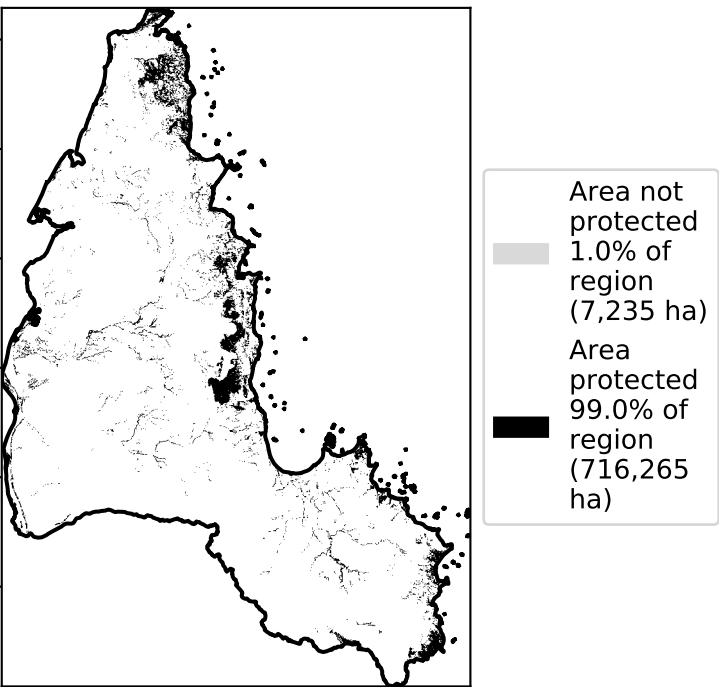 Area not
protected
1.0% of
region
(7,235 ha)
Area
protected
99.0% of
region
(716,265
ha)